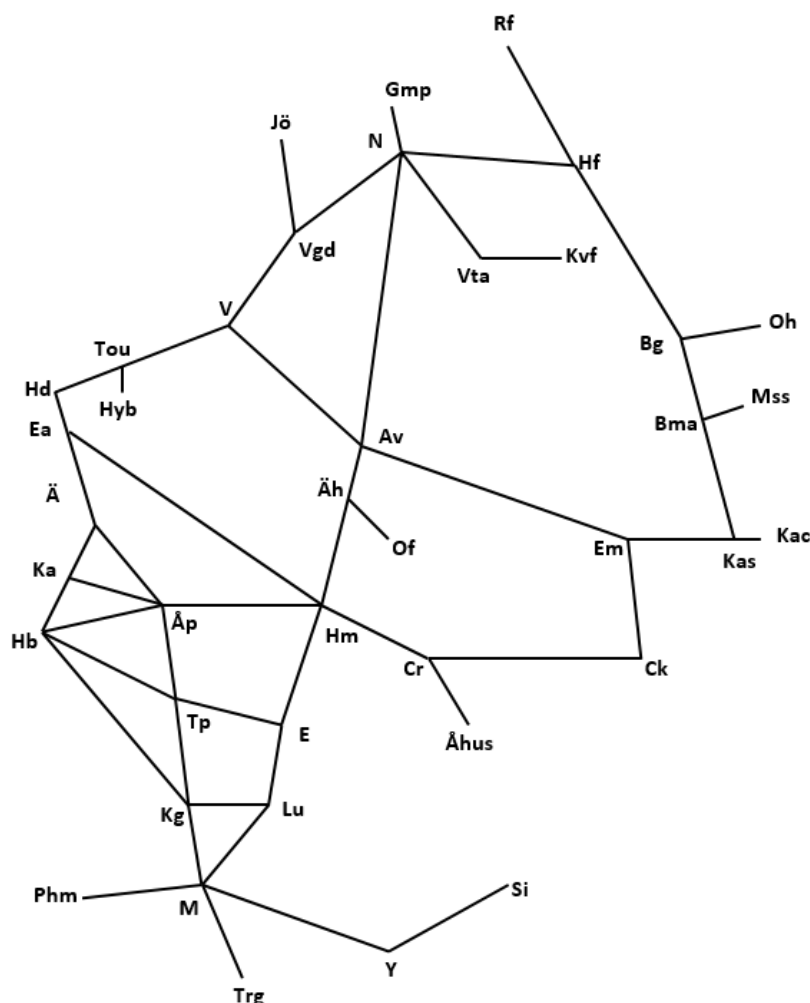 Rf
Gmp
Jö
N
Hf
Vgd
Vta
Kvf
V
Oh
Tou
Bg
Hd
Hyb
Mss
Bma
Ea
Av
Äh
Ä
Of
Em
Kac
Kas
Ka
Åp
Hm
Hb
Cr
Ck
Tp
E
Åhus
Kg
Lu
Phm
M
Si
Y
Trg